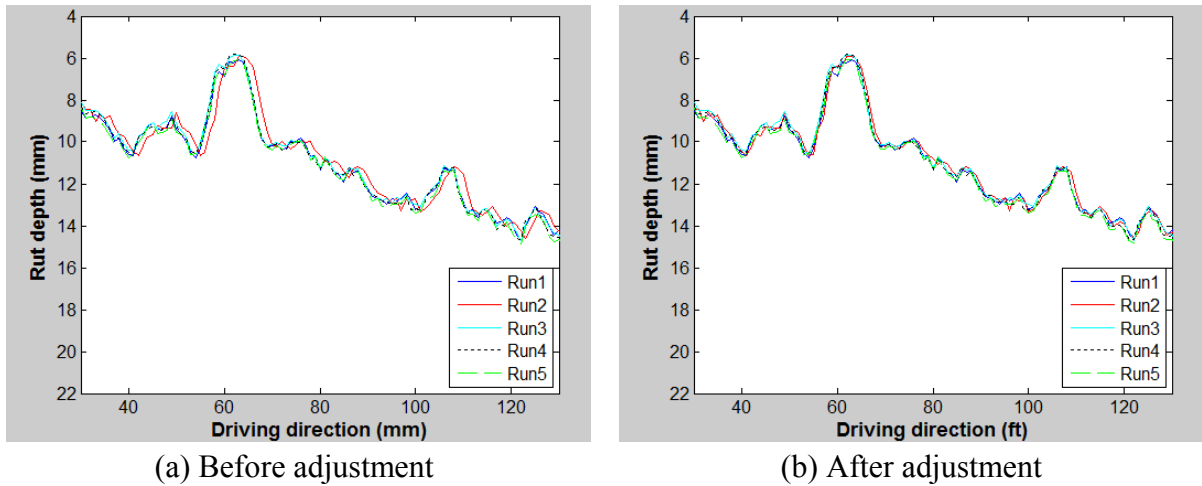 4
6
8
10
12
14
16
18
20
22
Rut depth (mm)
40 60 80 100 120
Driving direction (mm)
Run1
Run2
Run3
Run4
Run5
(a) Before adjustment
4
6
8
10
12
14
16
18
20
22
Rut depth (mm)
40 60 80 100 120
Driving direction (ft)
Run1
Run2
Run3
Run4
Run5
(b) After adjustment